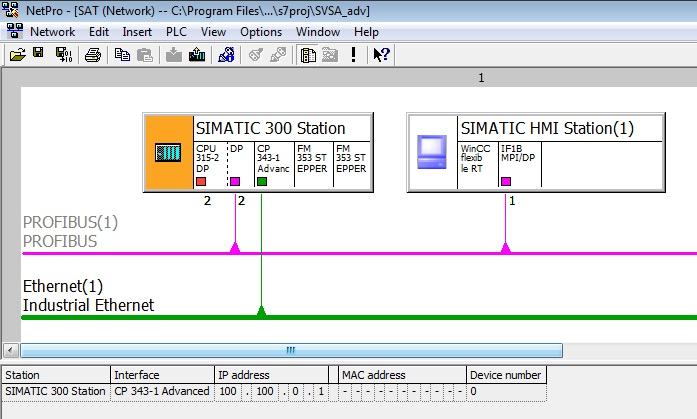 NetPro - [SAT (Network) -- C:\Program Files\...\s7proj\SVSA_adv]
Network Edit Insert PLC View Options Window Help
1
SIMATIC 300 Station
CPU 315-2 DP
DP
CP 343-1 Advanc
FM 353 ST EPPER
FM 353 ST EPPER
2 2
SIMATIC HMI Station(1)
WinCC flexib le RT
IF1B MPI/DP
1
PROFIBUS(1)
PROFIBUS
Ethernet(1)
Industrial Ethernet
Station Interface IP address MAC address Device number
SIMATIC 300 Station CP 343-1 Advanced 100 . 100 . 0 . 1 - - - - - - - - - - - 0